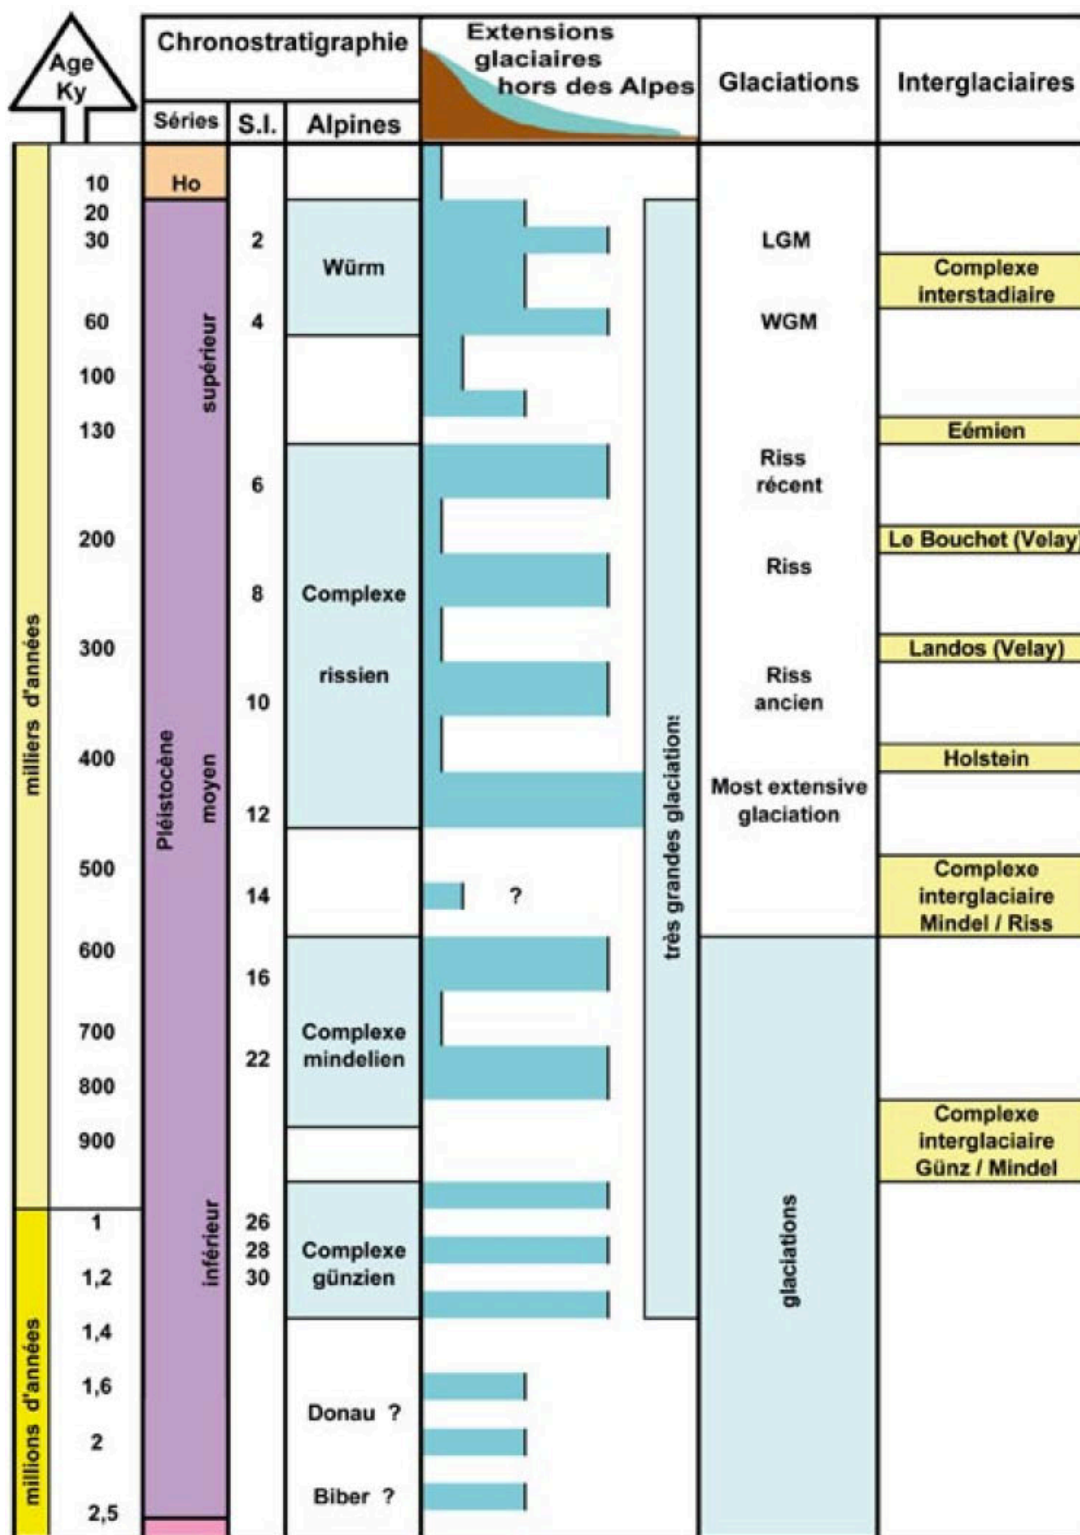 Age
Ky
Chronostratigraphie
Extensions
glaciaires
hors des Alpes
Glaciations
Interglaciaires
Séries
S.I.
Alpines
milliers d'années
millions d'années
10
20
30
60
100
130
200
300
400
500
600
700
800
900
1
1,2
1,4
1,6
2
2,5
Ho
Pléistocène
supérieur
moyen
inférieur
2
4
6
8
10
12
14
16
22
26
28
30
Würm
Complexe
rissien
Complexe
mindelien
Complexe
günzien
Donau ?
Biber ?
?
très grandes glaciations
LGM
WGM
Riss
récent
Riss
Riss
ancien
Most extensive
glaciation
glaciations
Complexe
interstadiaire
Eémien
Le Bouchet (Velay)
Landos (Velay)
Holstein
Complexe
interglaciaire
Mindel / Riss
Complexe
interglaciaire
Günz / Mindel